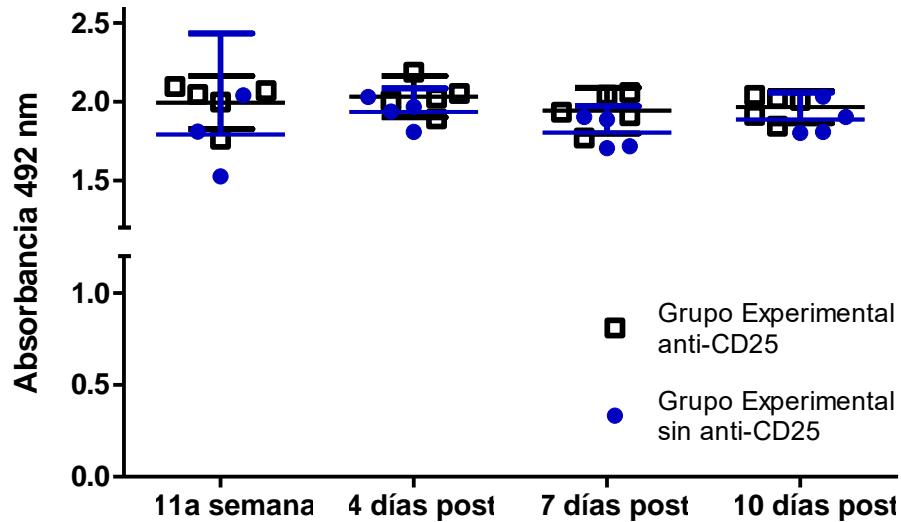 Absorbancia 492 nm
2.5
2.0
1.5
1.0
0.5
0.0
Grupo Experimental
anti-CD25
Grupo Experimental
sin anti-CD25
11a semana
4 días post
7 días post
10 días post